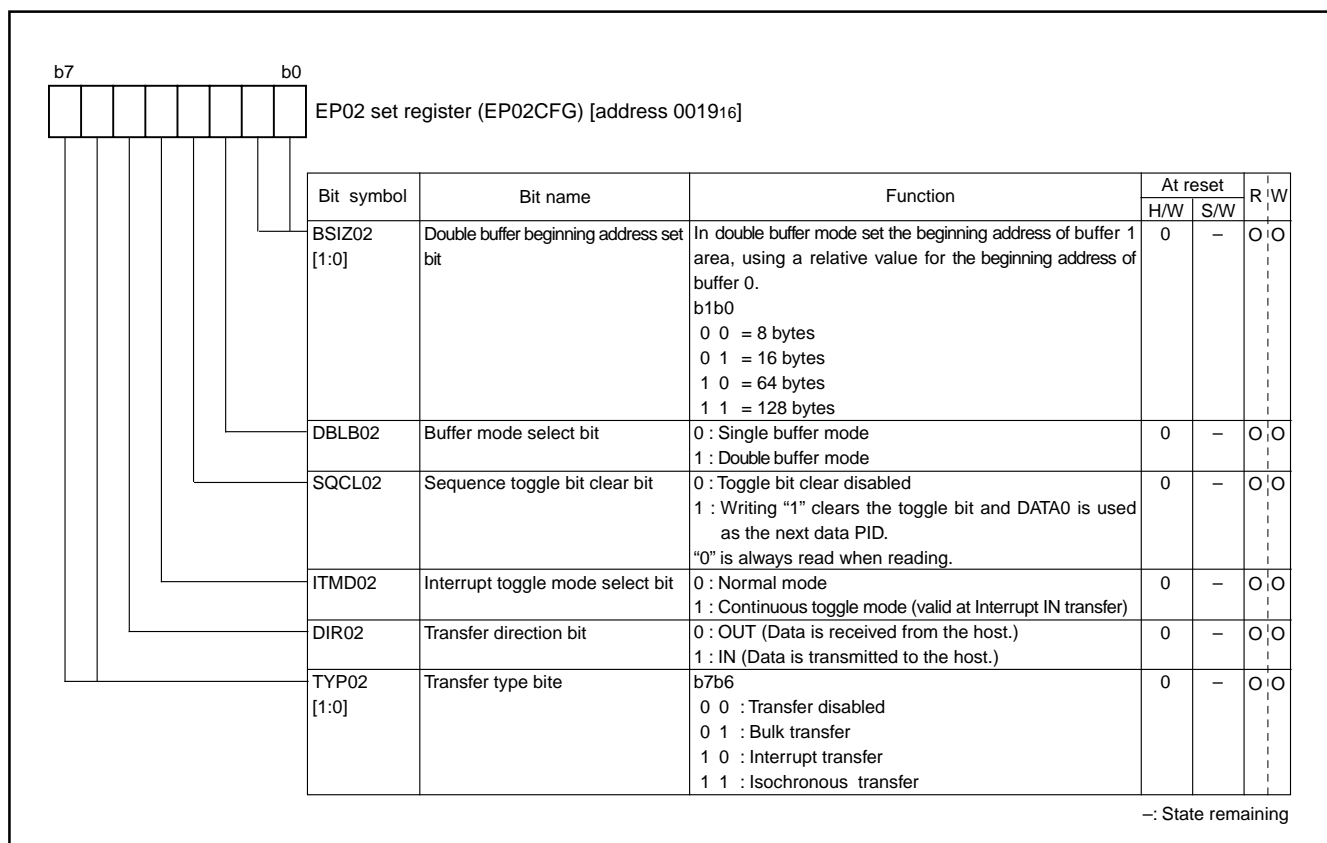 b7 b0
EP02 set register (EP02CFG) [address 001916]
Bit symbol Bit name Function At reset R W
H/W S/W
BSIZ02 Double buffer beginning address set In double buffer mode set the beginning address of buffer 1 0 – O O
[1:0] bit area, using a relative value for the beginning address of
buffer 0.
b1b0
0 0 = 8 bytes
0 1 = 16 bytes
1 0 = 64 bytes
1 1 = 128 bytes
DBLB02 Buffer mode select bit 0 : Single buffer mode 0 – O O
1 : Double buffer mode
SQCL02 Sequence toggle bit clear bit 0 : Toggle bit clear disabled 0 – O O
1 : Writing “1” clears the toggle bit and DATA0 is used
as the next data PID.
“0” is always read when reading.
ITMD02 Interrupt toggle mode select bit 0 : Normal mode 0 – O O
1 : Continuous toggle mode (valid at Interrupt IN transfer)
DIR02 Transfer direction bit 0 : OUT (Data is received from the host.) 0 – O O
1 : IN (Data is transmitted to the host.)
TYP02 Transfer type bite b7b6 0 – O O
[1:0] 0 0 : Transfer disabled
0 1 : Bulk transfer
1 0 : Interrupt transfer
1 1 : Isochronous transfer
–: State remaining